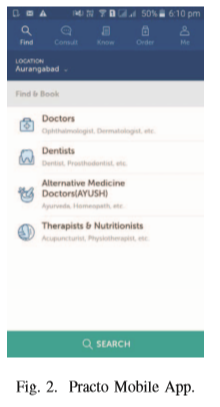 50% 6:10 pm
Find Consult Know Order Me
LOCATION
Aurangabad
Find & Book
Doctors
Ophthalmologist, Dermatologist, etc.
Dentists
Dentist, Prosthodontist, etc.
Alternative Medicine
Doctors(AYUSH)
Ayurveda, Homeopath, etc.
Therapists & Nutritionists
Acupuncturist, Physiotherapist, etc.
SEARCH
Fig. 2. Practo Mobile App.